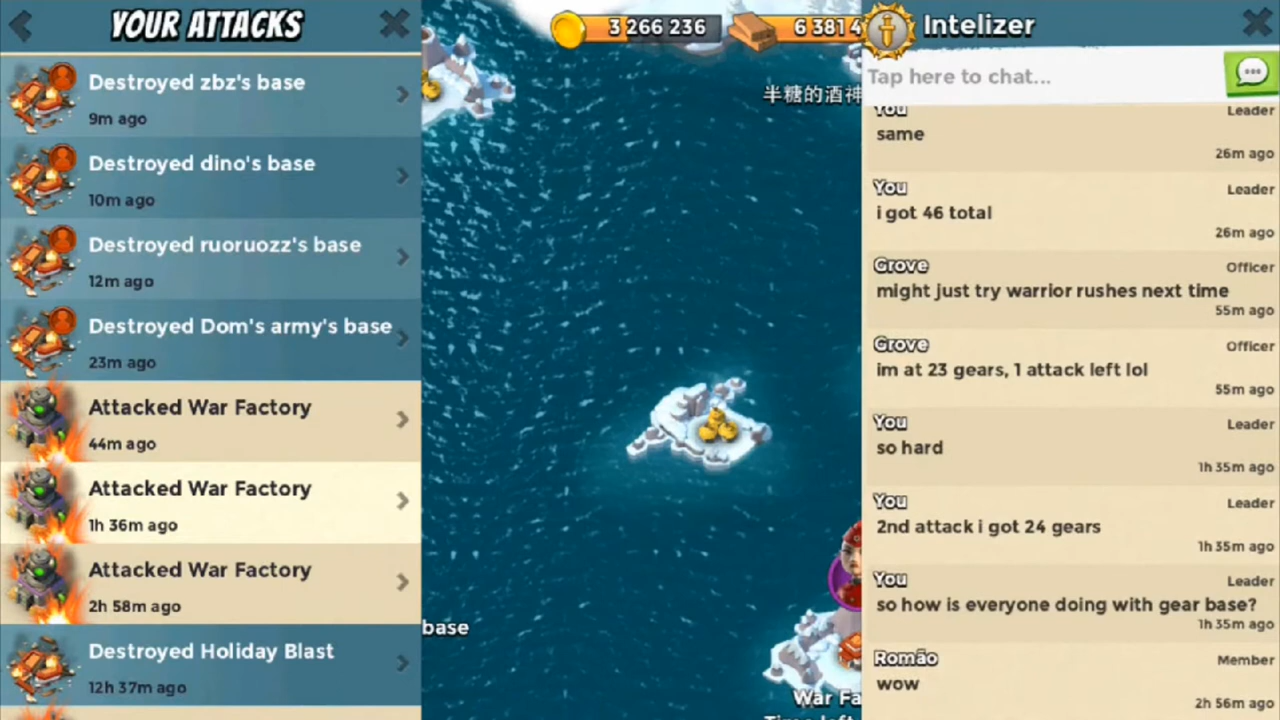 YOUR ATTACKS
Destroyed zbz's base
9m ago
Destroyed dino's base
10m ago
Destroyed ruoruozz's base
12m ago
Destroyed Dom's army's base
23m ago
Attacked War Factory
44m ago
Attacked War Factory
1h 36m ago
Attacked War Factory
2h 58m ago
Destroyed Holiday Blast
12h 37m ago
3 266 236
6 3814
半糖的酒神
base
War Fa
Time left
Intelizer
Tap here to chat...
You
Leader
same
26m ago
You
Leader
i got 46 total
26m ago
Grove
Officer
might just try warrior rushes next time
55m ago
Grove
Officer
im at 23 gears, 1 attack left lol
55m ago
You
Leader
so hard
1h 35m ago
You
Leader
2nd attack i got 24 gears
1h 35m ago
You
Leader
so how is everyone doing with gear base?
1h 35m ago
Romão
Member
wow
2h 56m ago